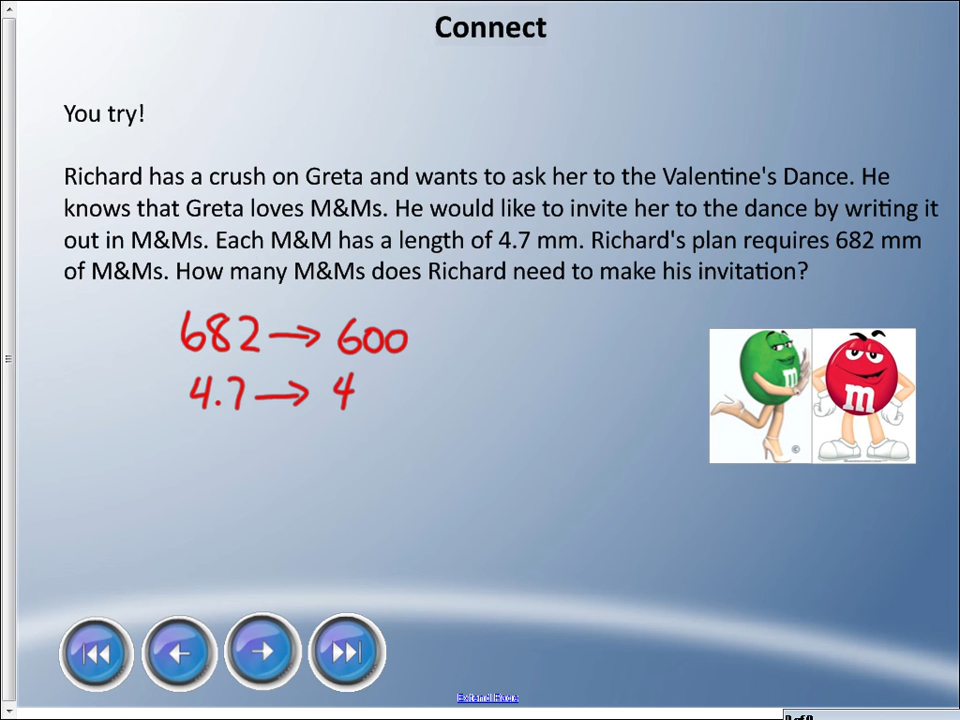 Connect
You try!
Richard has a crush on Greta and wants to ask her to the Valentine's Dance. He
knows that Greta loves M&Ms. He would like to invite her to the dance by writing it
out in M&Ms. Each M&M has a length of 4.7 mm. Richard's plan requires 682 mm
of M&Ms. How many M&Ms does Richard need to make his invitation?
682 → 600
4.7 → 4
m
m
©
Extend Page